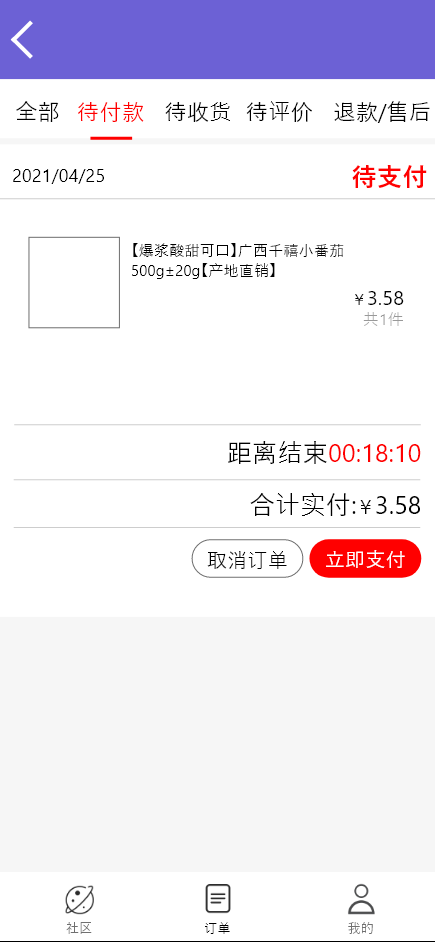 全部 待付款 待收货 待评价 退款/售后
2021/04/25 待支付
【爆浆酸甜可口】广西千禧小番茄
500g±20g【产地直销】
￥3.58
共1件
距离结束00:18:10
合计实付:￥3.58
取消订单 立即支付
社区 订单 我的